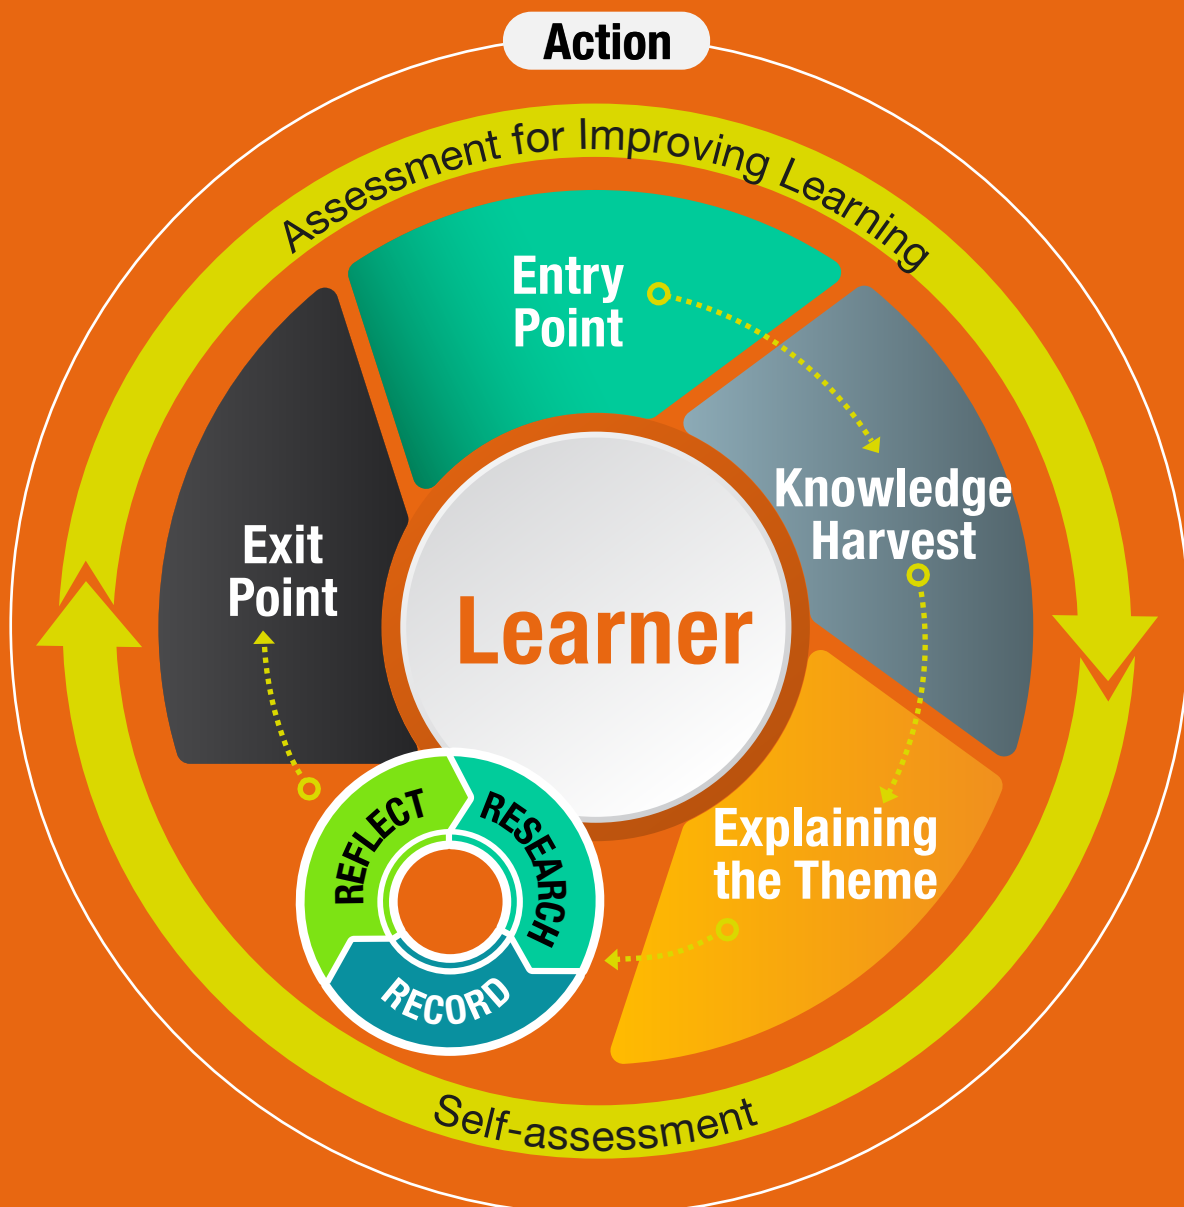 Action
Assessment for Improving Learning
Entry
Point
Knowledge
Harvest
Exit
Point
Learner
Explaining
the Theme
REFLECT
RESEARCH
RECORD
Self-assessment